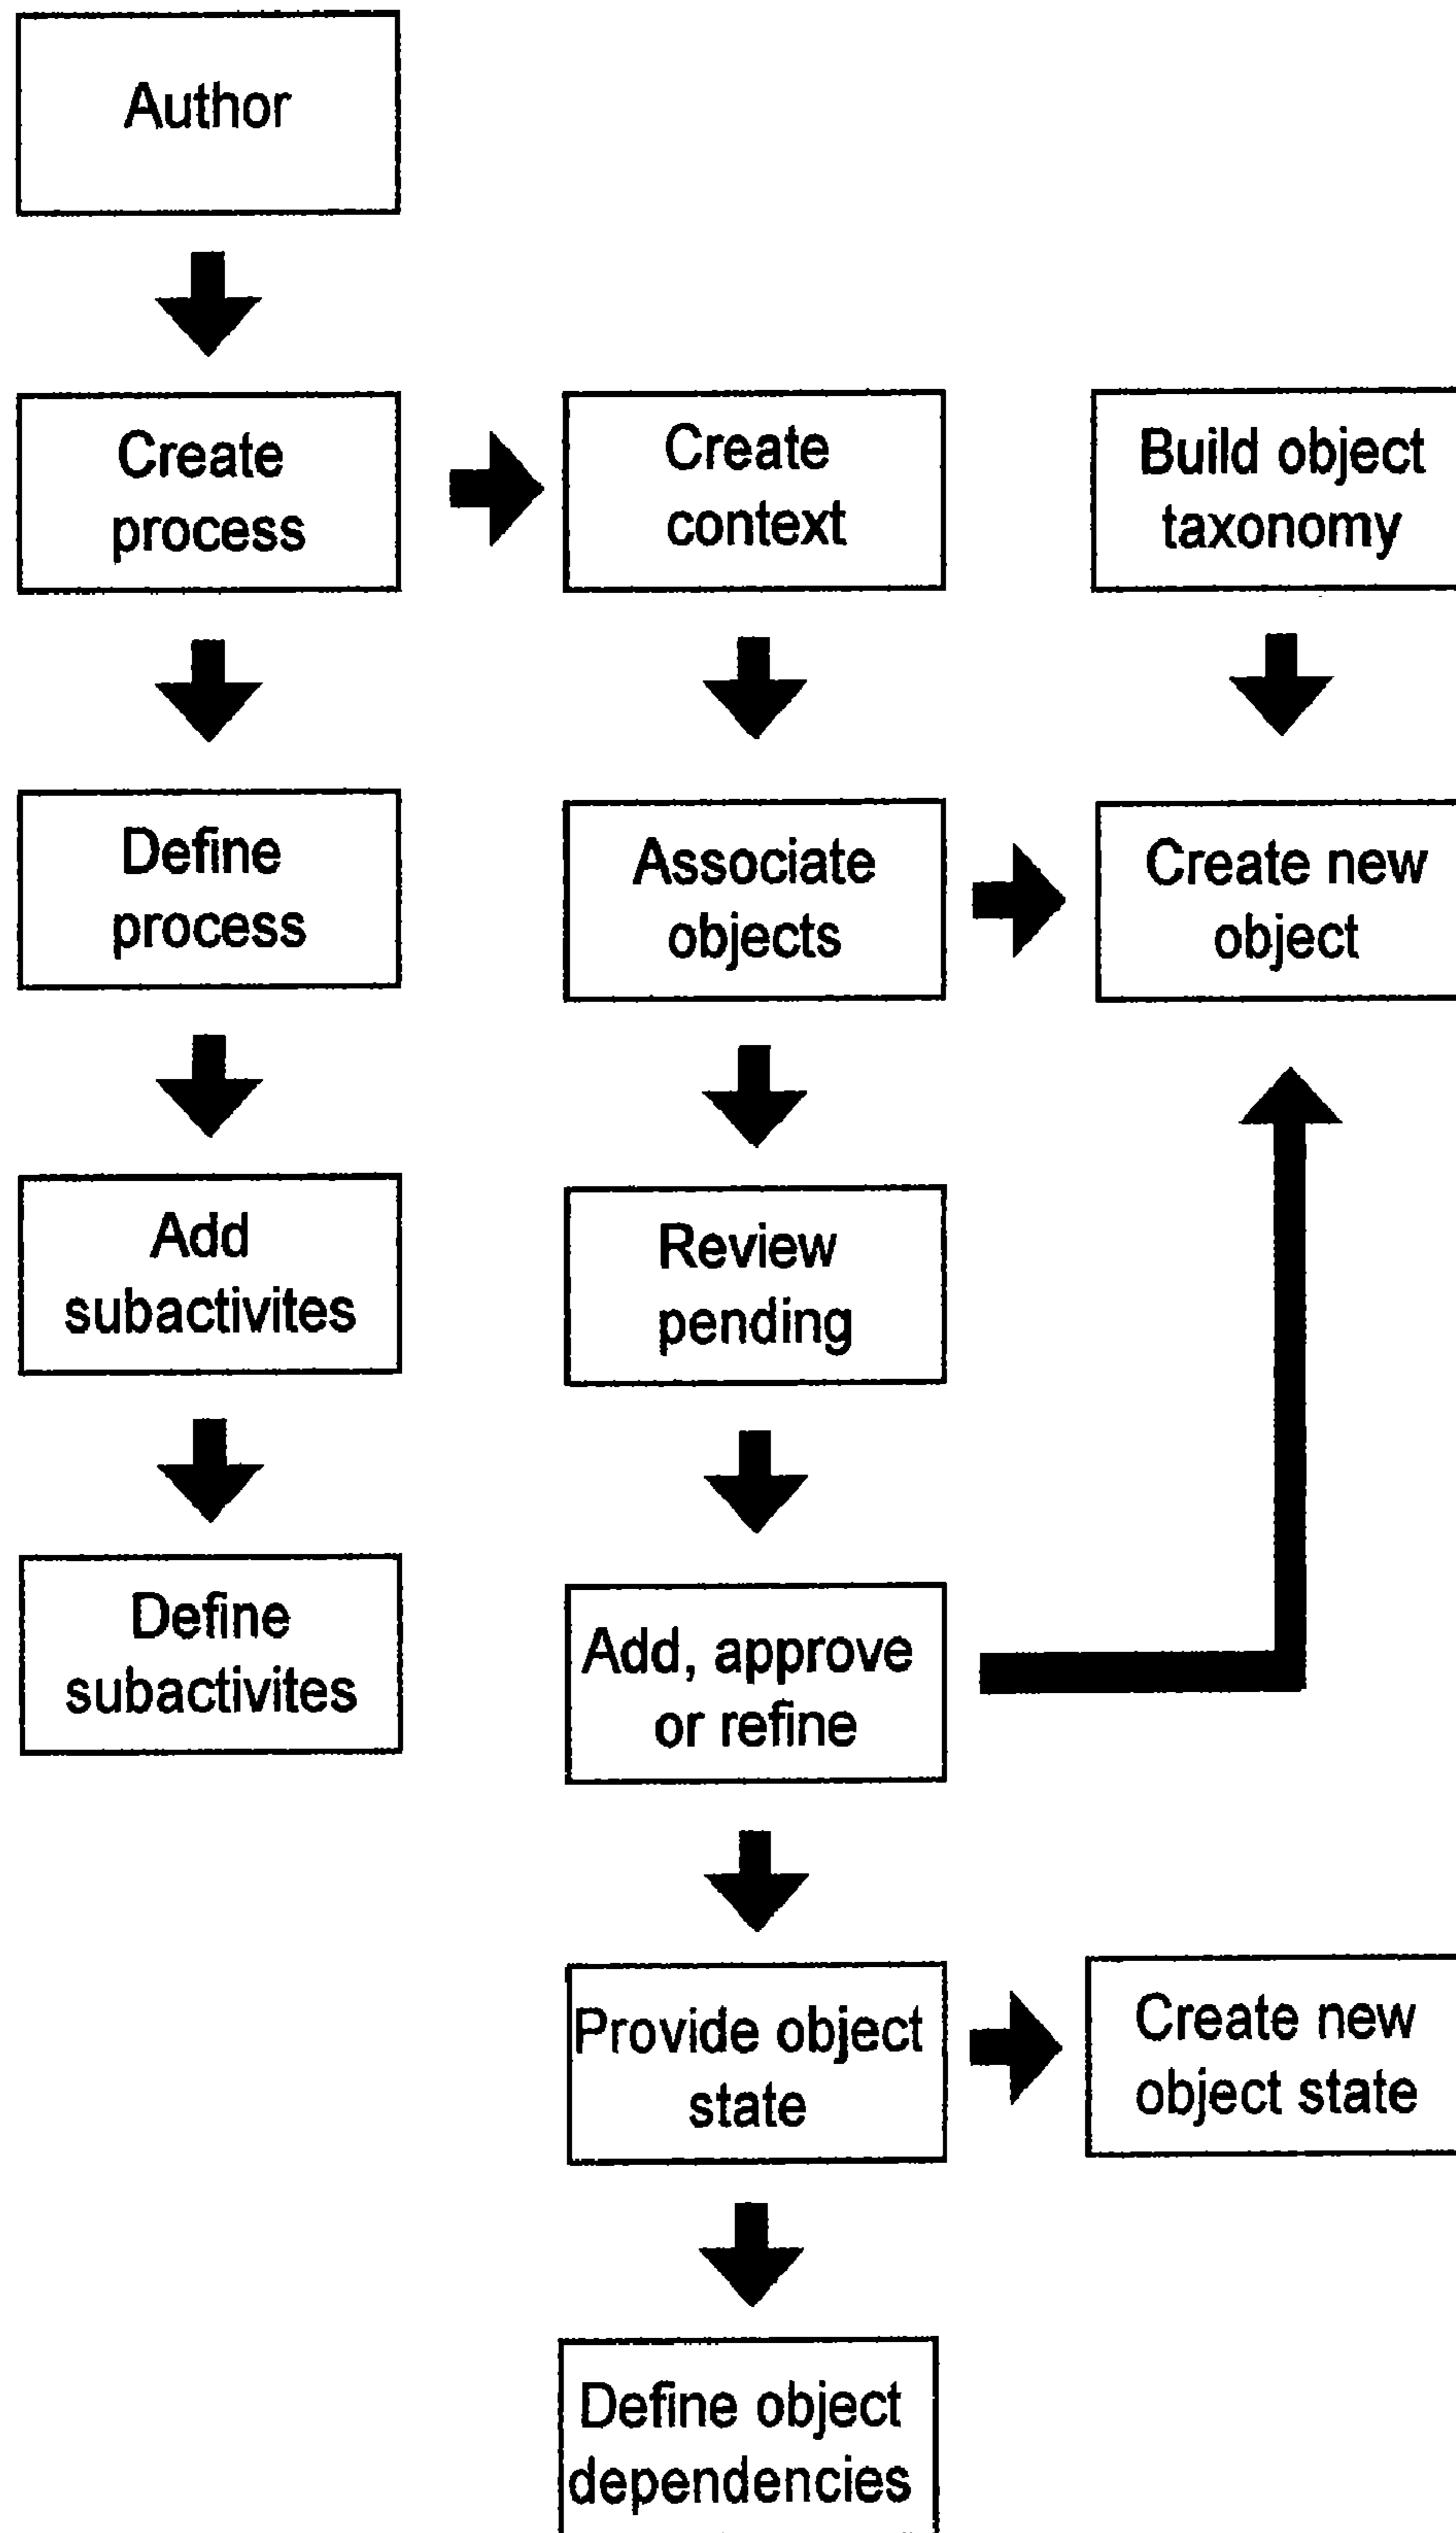 Author
Create
process
Create
context
Build object
taxonomy
Define
process
Associate
objects
Create new
object
Add
subactivites
Review
pending
Define
subactivites
Add, approve
or refine
Provide object
state
Create new
object state
Define object
dependencies